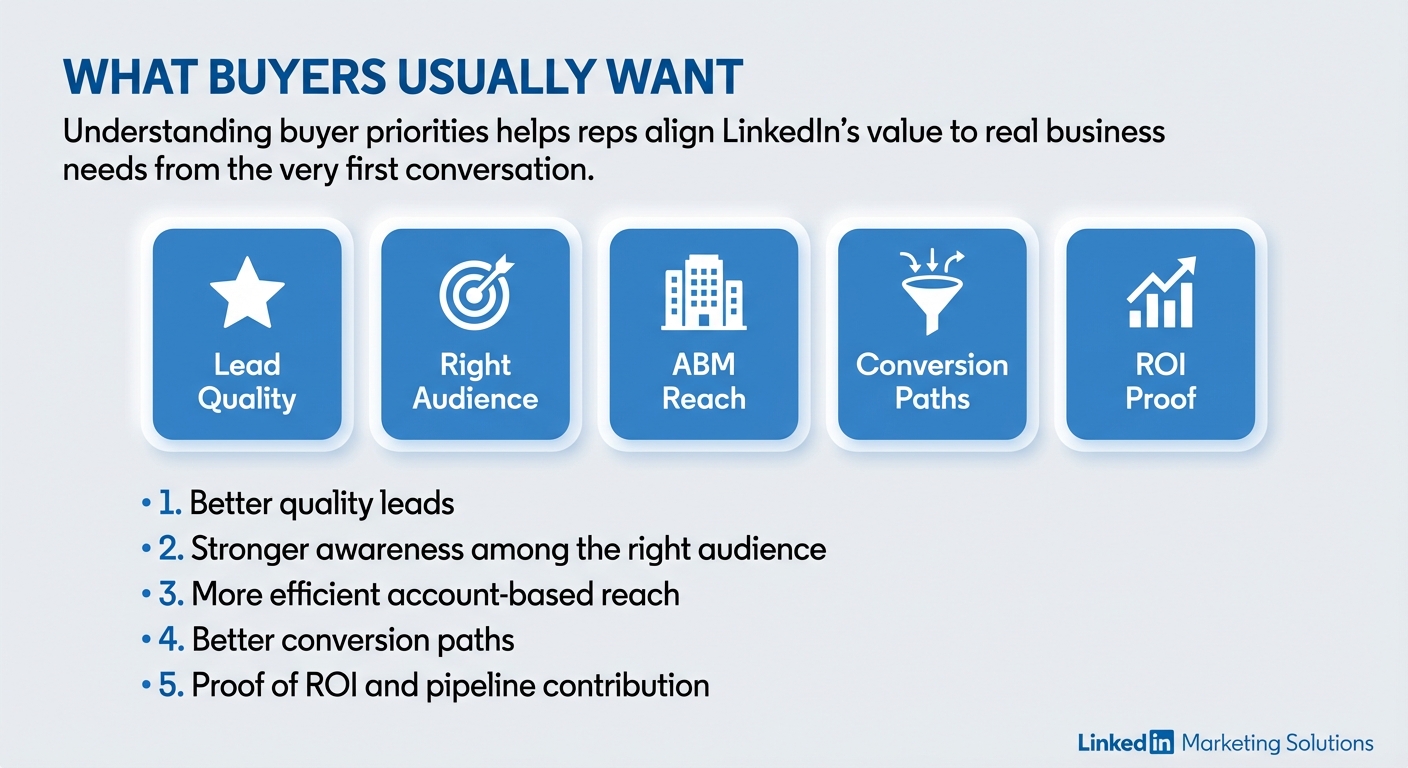 WHAT BUYERS USUALLY WANT
Understanding buyer priorities helps reps align LinkedIn's value to real business
needs from the very first conversation.
Lead
Quality
Right
Audience
ABM
Reach
Conversion
Paths
ROI
Proof
• 1. Better quality leads
• 2. Stronger awareness among the right audience
• 3. More efficient account-based reach
• 4. Better conversion paths
• 5. Proof of ROI and pipeline contribution
Linked in Marketing Solutions